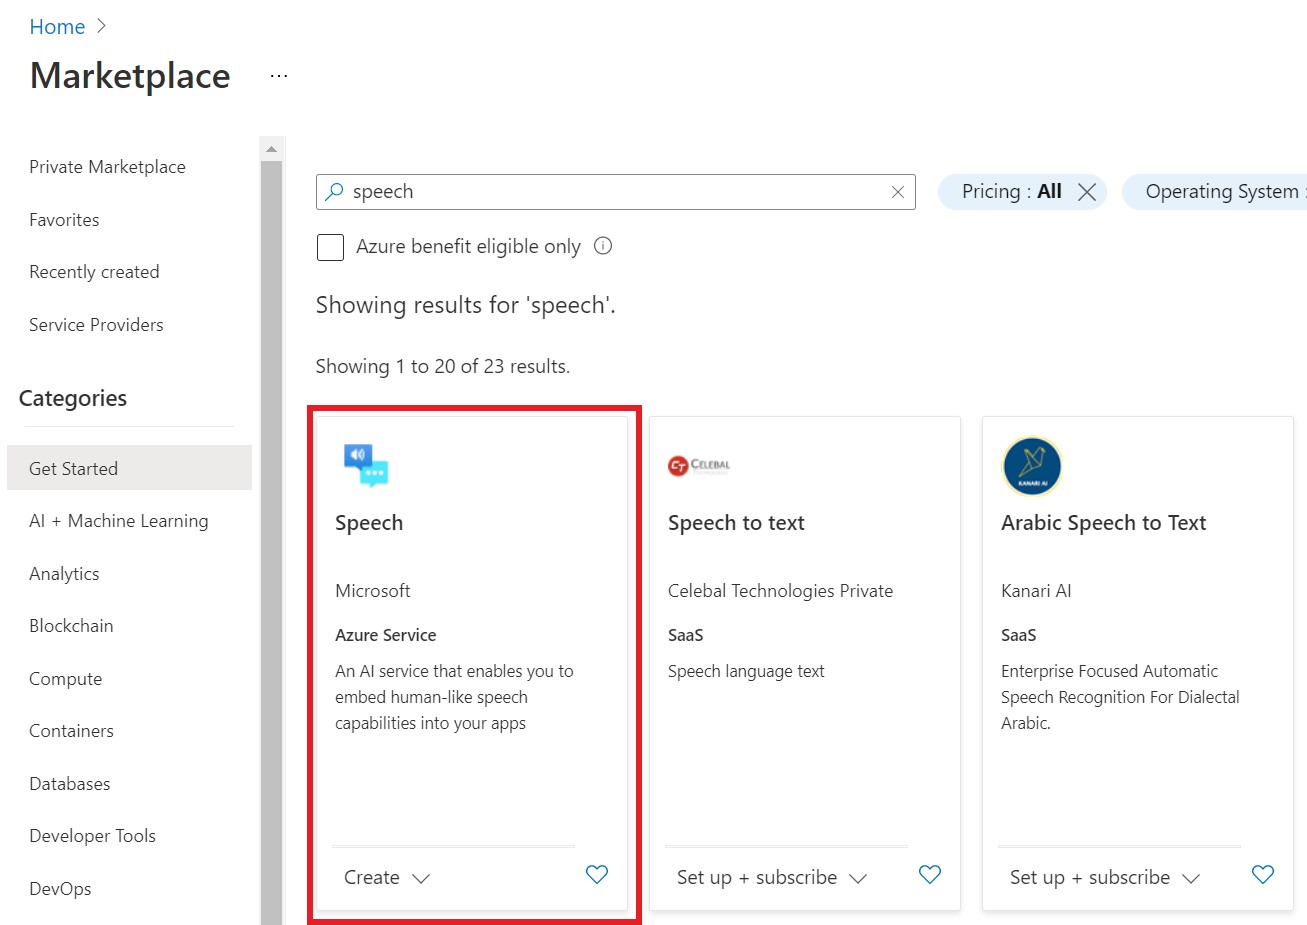 Home
Marketplace ...
Private Marketplace
Favorites
Recently created
Service Providers
Categories
Get Started
AI + Machine Learning
Analytics
Blockchain
Compute
Containers
Databases
Developer Tools
DevOps
speech
Pricing : All
Operating System :
Azure benefit eligible only
Showing results for 'speech'.
Showing 1 to 20 of 23 results.
Speech
Microsoft
Azure Service
An AI service that enables you to
embed human-like speech
capabilities into your apps
Create
CT CELEBAL
TECHNOLOGIES
Speech to text
Celebal Technologies Private
SaaS
Speech language text
Set up + subscribe
KANARI AI
Arabic Speech to Text
Kanari AI
SaaS
Enterprise Focused Automatic
Speech Recognition For Dialectal
Arabic.
Set up + subscribe